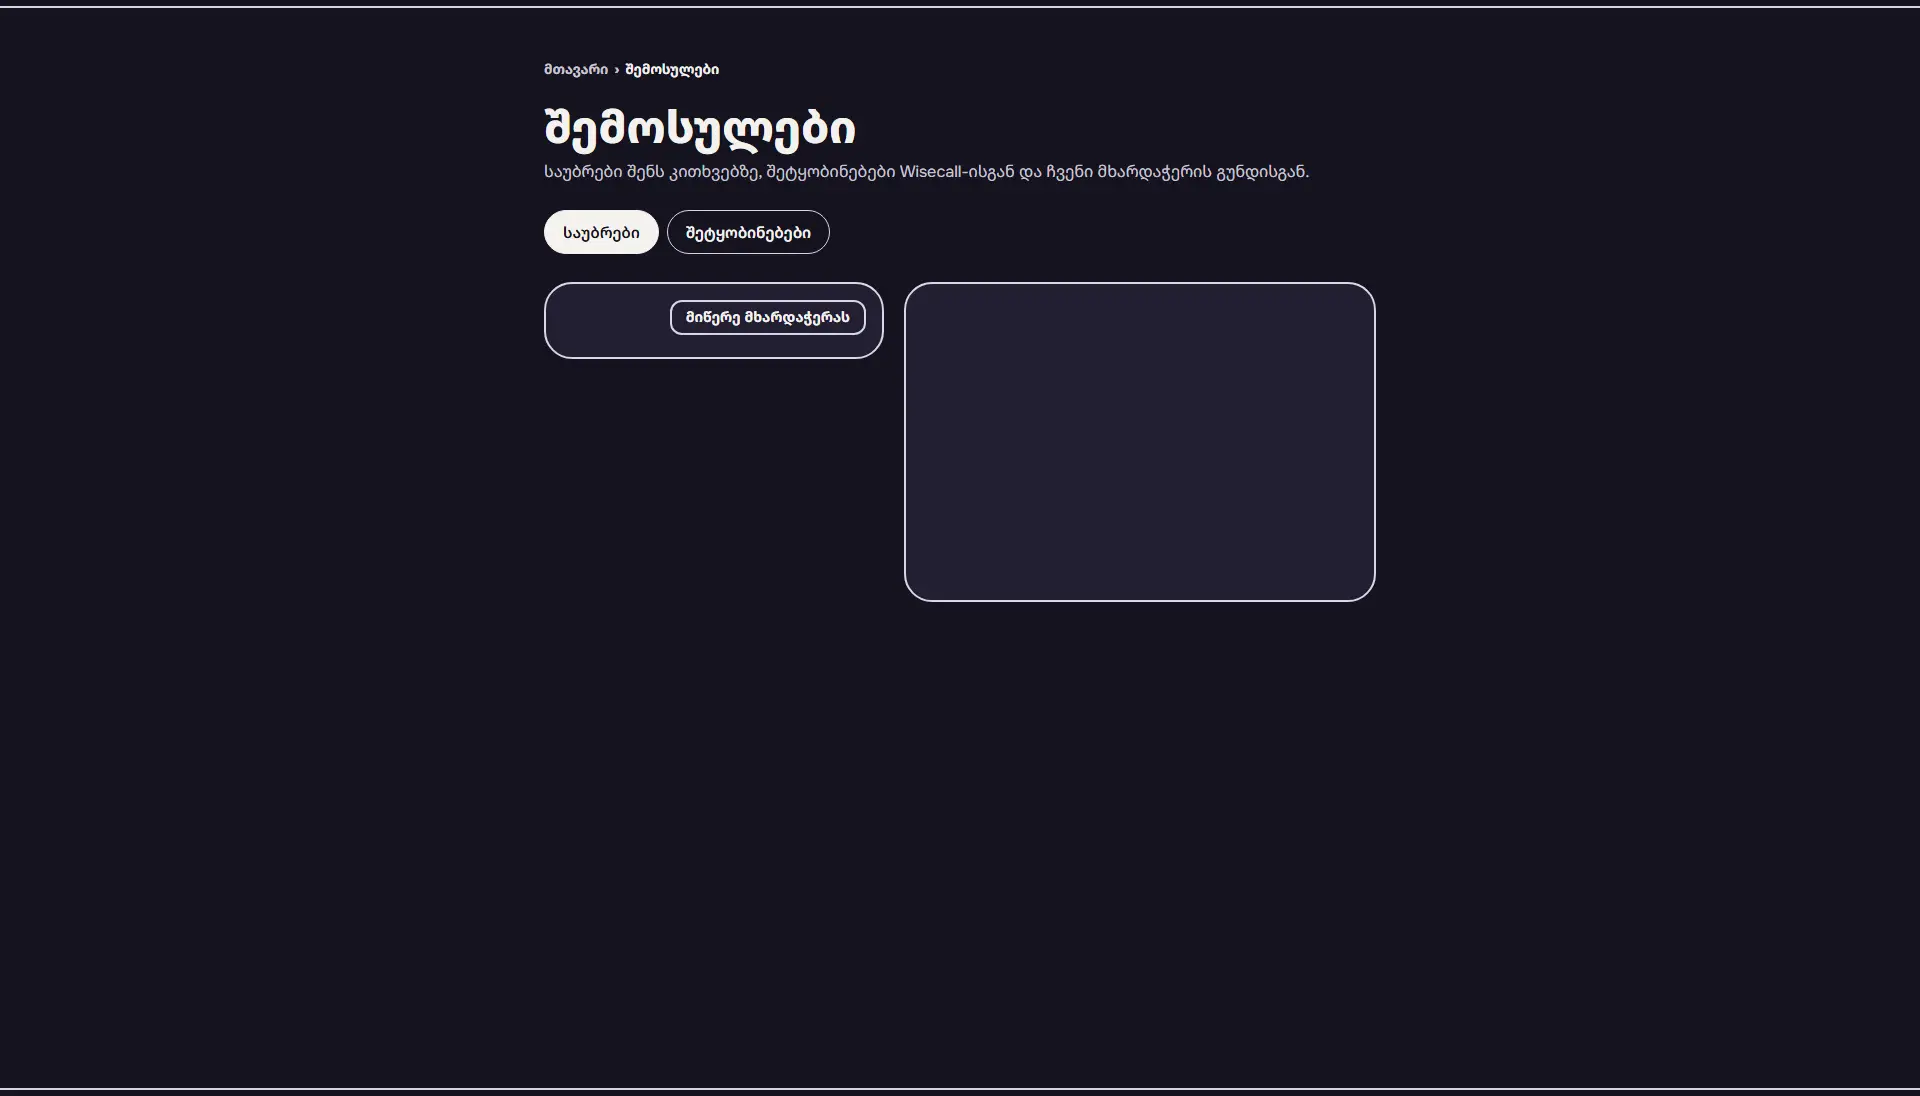 მთავარი › შემოსულები
შემოსულები
საუბრები შენს კითხვებზე, შეტყობინებები Wisecall-ისგან და ჩვენი მხარდაჭერის გუნდისგან.
საუბრები
შეტყობინებები
მიწერე მხარდაჭერას